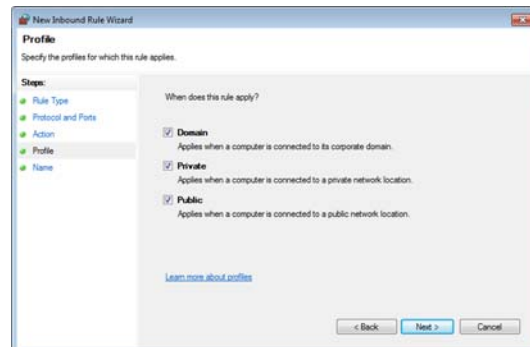 New Inbound Rule Wizard
Profile
Specify the profiles for which this rule applies.
Steps:
Rule Type
Protocol and Ports
Action
Profile
Name
When does this rule apply?
Domain
Applies when a computer is connected to its corporate domain.
Private
Applies when a computer is connected to a private network location.
Public
Applies when a computer is connected to a public network location.
Learn more about profiles
< Back
Next >
Cancel